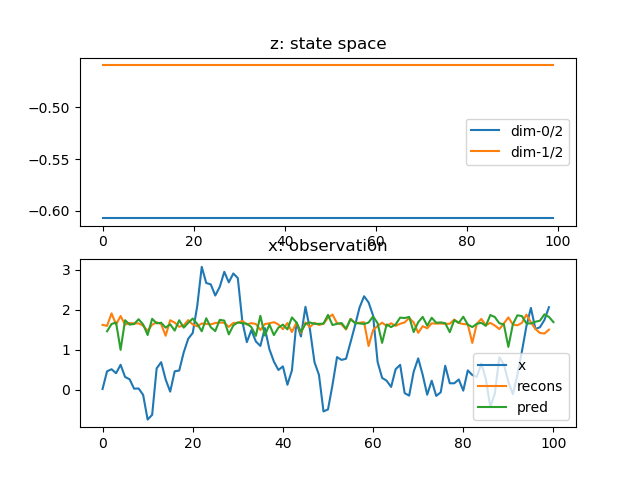 z: state space
−0.50
−0.55
−0.60
dim-0/2
dim-1/2
0 20 40 60 80 100
x: observation
3
2
1
0
x
recons
pred
0 20 40 60 80 100